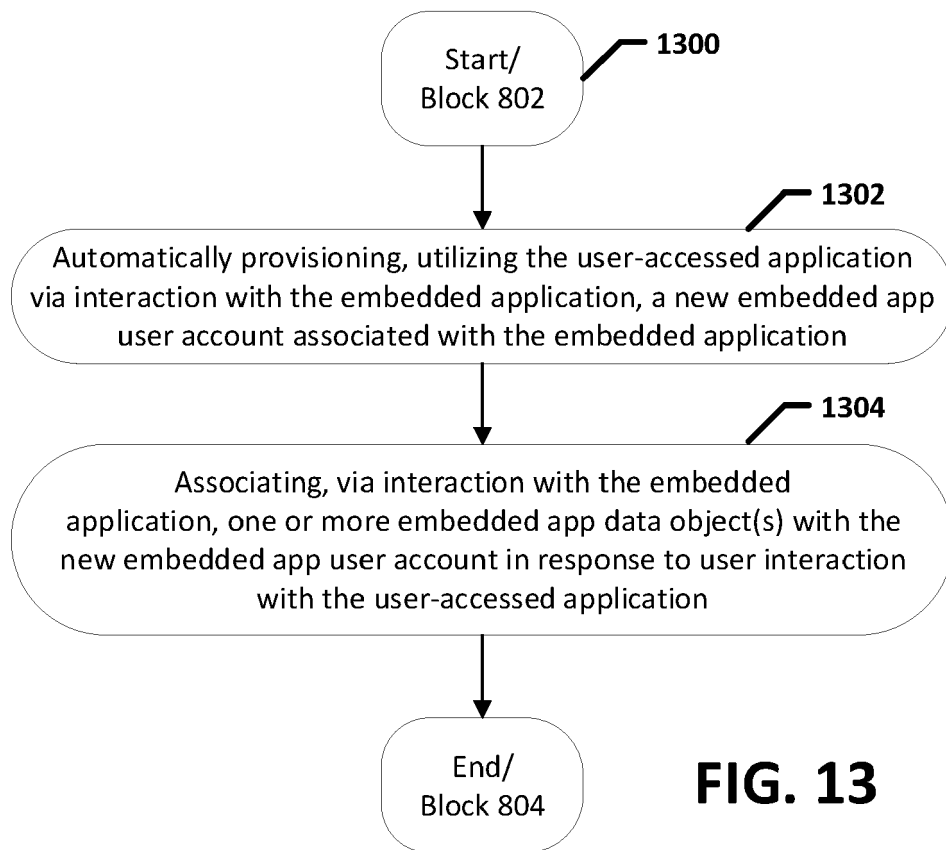 1300
Start/
Block 802
1302
Automatically provisioning, utilizing the user-accessed application
via interaction with the embedded application, a new embedded app
user account associated with the embedded application
1304
Associating, via interaction with the embedded
application, one or more embedded app data object(s) with the
new embedded app user account in response to user interaction
with the user-accessed application
End/
Block 804
FIG. 13